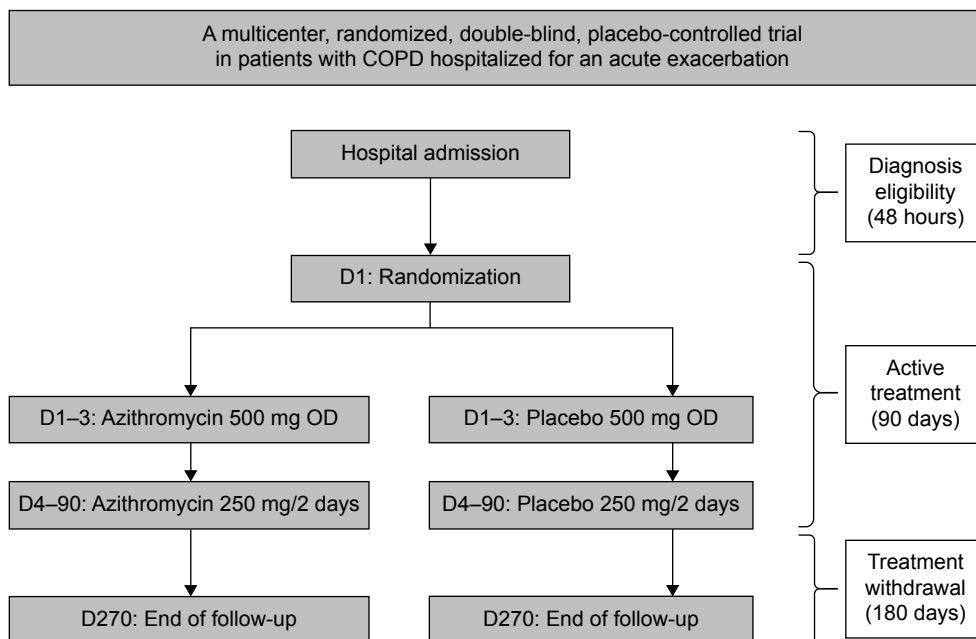 A multicenter, randomized, double-blind, placebo-controlled trial
in patients with COPD hospitalized for an acute exacerbation
Hospital admission
Diagnosis
eligibility
(48 hours)
D1: Randomization
Active
treatment
(90 days)
D1–3: Azithromycin 500 mg OD
D1–3: Placebo 500 mg OD
D4–90: Azithromycin 250 mg/2 days
D4–90: Placebo 250 mg/2 days
Treatment
withdrawal
(180 days)
D270: End of follow-up
D270: End of follow-up